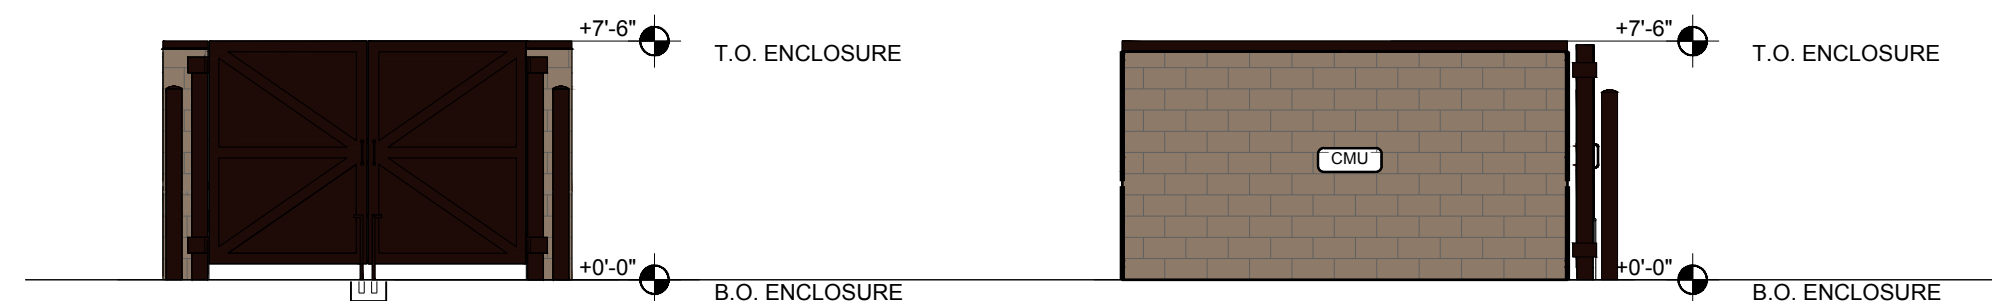 +7'-6"
T.O. ENCLOSURE
+0'-0"
B.O. ENCLOSURE
CMU
+7'-6"
T.O. ENCLOSURE
+0'-0"
B.O. ENCLOSURE